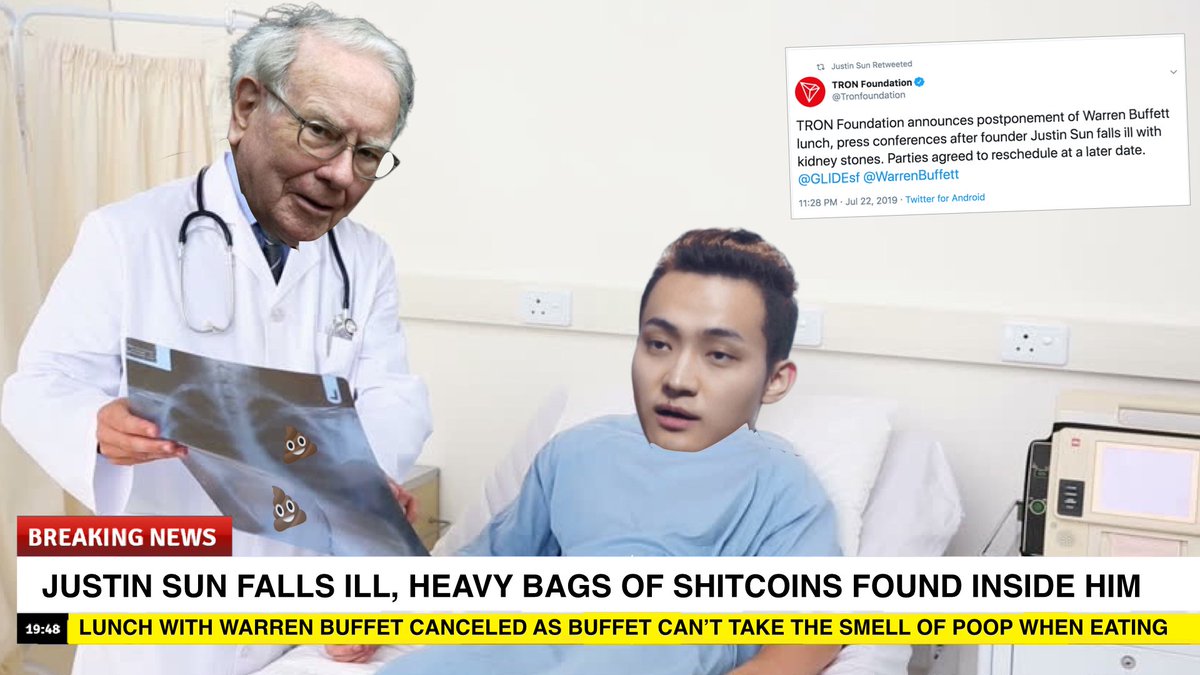 Justin Sun Retweeted
TRON Foundation
@Tronfoundation
TRON Foundation announces postponement of Warren Buffett
lunch, press conferences after founder Justin Sun falls ill with
kidney stones. Parties agreed to reschedule at a later date.
@GLIDEsf @WarrenBuffett
11:28 PM · Jul 22, 2019 · Twitter for Android
L
BREAKING NEWS
JUSTIN SUN FALLS ILL, HEAVY BAGS OF SHITCOINS FOUND INSIDE HIM
19:48 LUNCH WITH WARREN BUFFET CANCELED AS BUFFET CAN'T TAKE THE SMELL OF POOP WHEN EATING